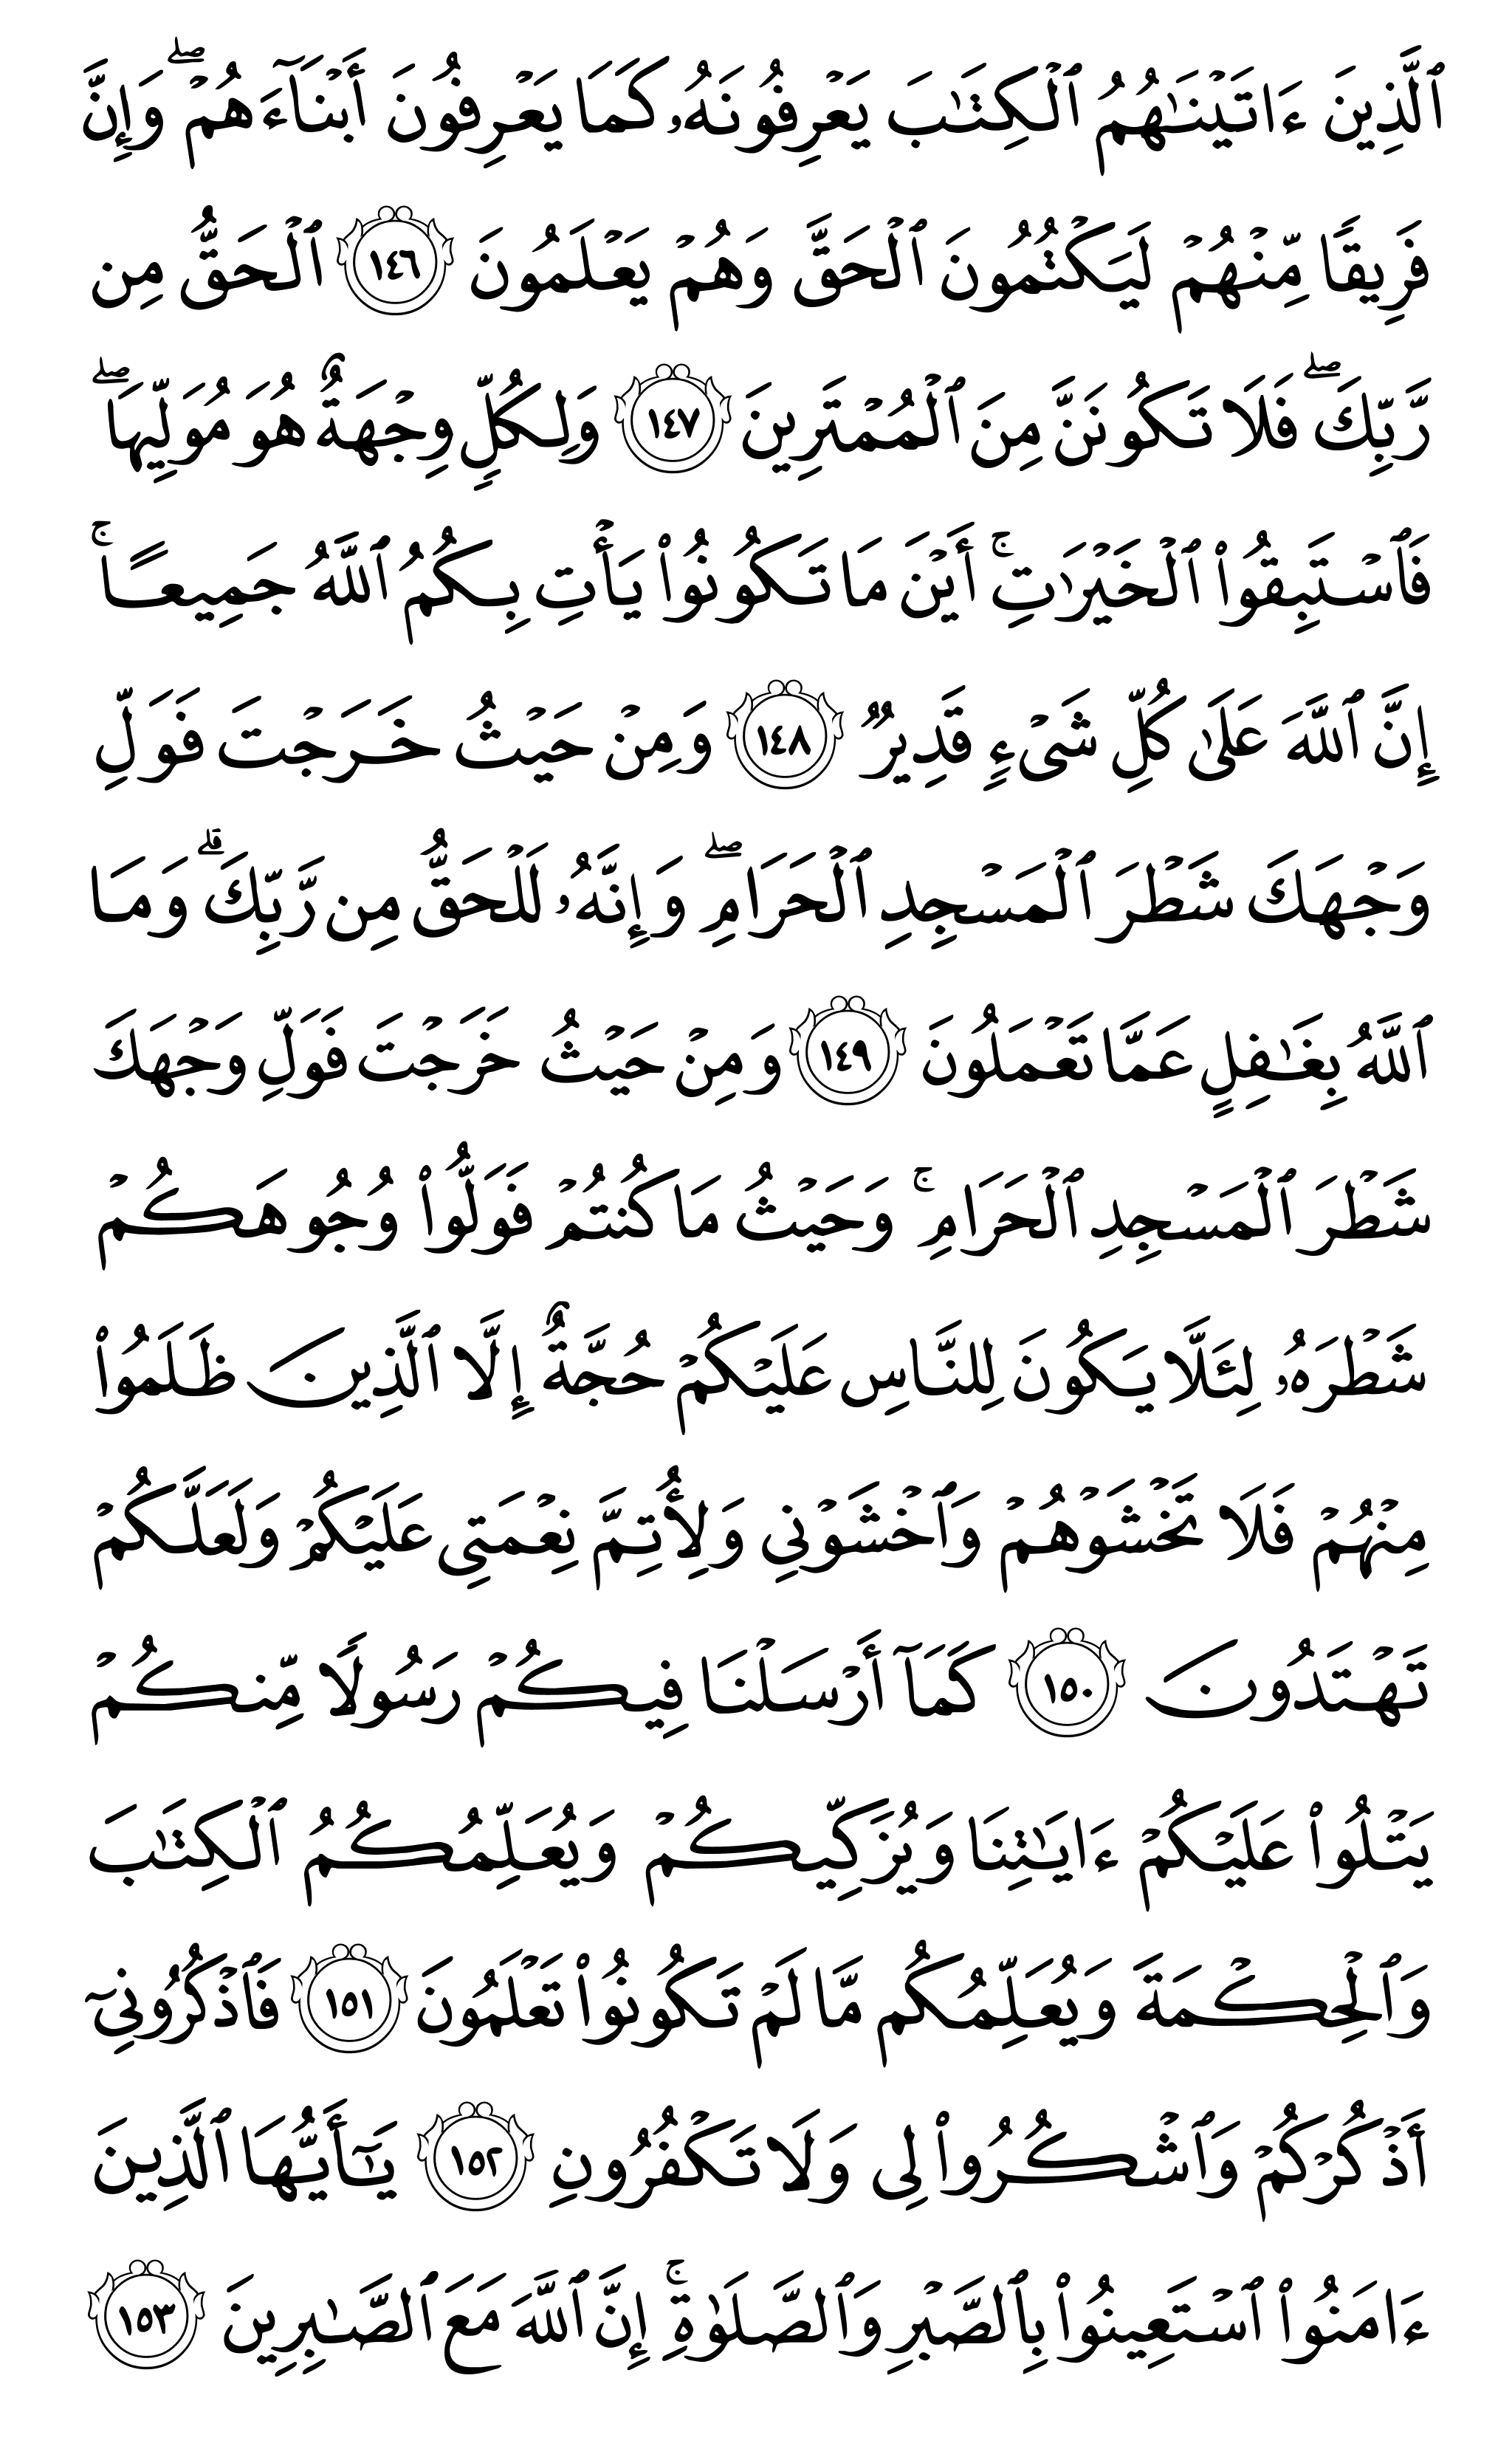 ٱلَّذِينَ ءَاتَيۡنَٰهُمُ ٱلۡكِتَٰبَ يَعۡرِفُونَهُۥ كَمَا يَعۡرِفُونَ أَبۡنَآءَهُمۡۖ وَإِنَّ
فَرِيقٗا مِّنۡهُمۡ لَيَكۡتُمُونَ ٱلۡحَقَّ وَهُمۡ يَعۡلَمُونَ ١٤٦ ٱلۡحَقُّ مِن
رَّبِّكَۖ فَلَا تَكُونَنَّ مِنَ ٱلۡمُمۡتَرِينَ ١٤٧ وَلِكُلّٖ وِجۡهَةٌ هُوَ مُوَلِّيهَاۖ
فَٱسۡتَبِقُواْ ٱلۡخَيۡرَٰتِۚ أَيۡنَ مَا تَكُونُواْ يَأۡتِ بِكُمُ ٱللَّهُ جَمِيعًاۚ
إِنَّ ٱللَّهَ عَلَىٰ كُلِّ شَيۡءٖ قَدِيرٞ ١٤٨ وَمِنۡ حَيۡثُ خَرَجۡتَ فَوَلِّ
وَجۡهَكَ شَطۡرَ ٱلۡمَسۡجِدِ ٱلۡحَرَامِۖ وَإِنَّهُۥ لَلۡحَقُّ مِن رَّبِّكَۗ وَمَا
ٱللَّهُ بِغَٰفِلٍ عَمَّا تَعۡمَلُونَ ١٤٩ وَمِنۡ حَيۡثُ خَرَجۡتَ فَوَلِّ وَجۡهَكَ
شَطۡرَ ٱلۡمَسۡجِدِ ٱلۡحَرَامِۚ وَحَيۡثُ مَا كُنتُمۡ فَوَلُّواْ وُجُوهَكُمۡ
شَطۡرَهُۥ لِئَلَّا يَكُونَ لِلنَّاسِ عَلَيۡكُمۡ حُجَّةٌ إِلَّا ٱلَّذِينَ ظَلَمُواْ
مِنۡهُمۡ فَلَا تَخۡشَوۡهُمۡ وَٱخۡشَوۡنِي وَلِأُتِمَّ نِعۡمَتِي عَلَيۡكُمۡ وَلَعَلَّكُمۡ
تَهۡتَدُونَ ١٥٠ كَمَآ أَرۡسَلۡنَا فِيكُمۡ رَسُولٗا مِّنكُمۡ
يَتۡلُواْ عَلَيۡكُمۡ ءَايَٰتِنَا وَيُزَكِّيكُمۡ وَيُعَلِّمُكُمُ ٱلۡكِتَٰبَ
وَٱلۡحِكۡمَةَ وَيُعَلِّمُكُم مَّا لَمۡ تَكُونُواْ تَعۡلَمُونَ ١٥١ فَٱذۡكُرُونِيٓ
أَذۡكُرۡكُمۡ وَٱشۡكُرُواْ لِي وَلَا تَكۡفُرُونِ ١٥٢ يَٰٓأَيُّهَا ٱلَّذِينَ
ءَامَنُواْ ٱسۡتَعِينُواْ بِٱلصَّبۡرِ وَٱلصَّلَوٰةِۚ إِنَّ ٱللَّهَ مَعَ ٱلصَّٰبِرِينَ ١٥٣